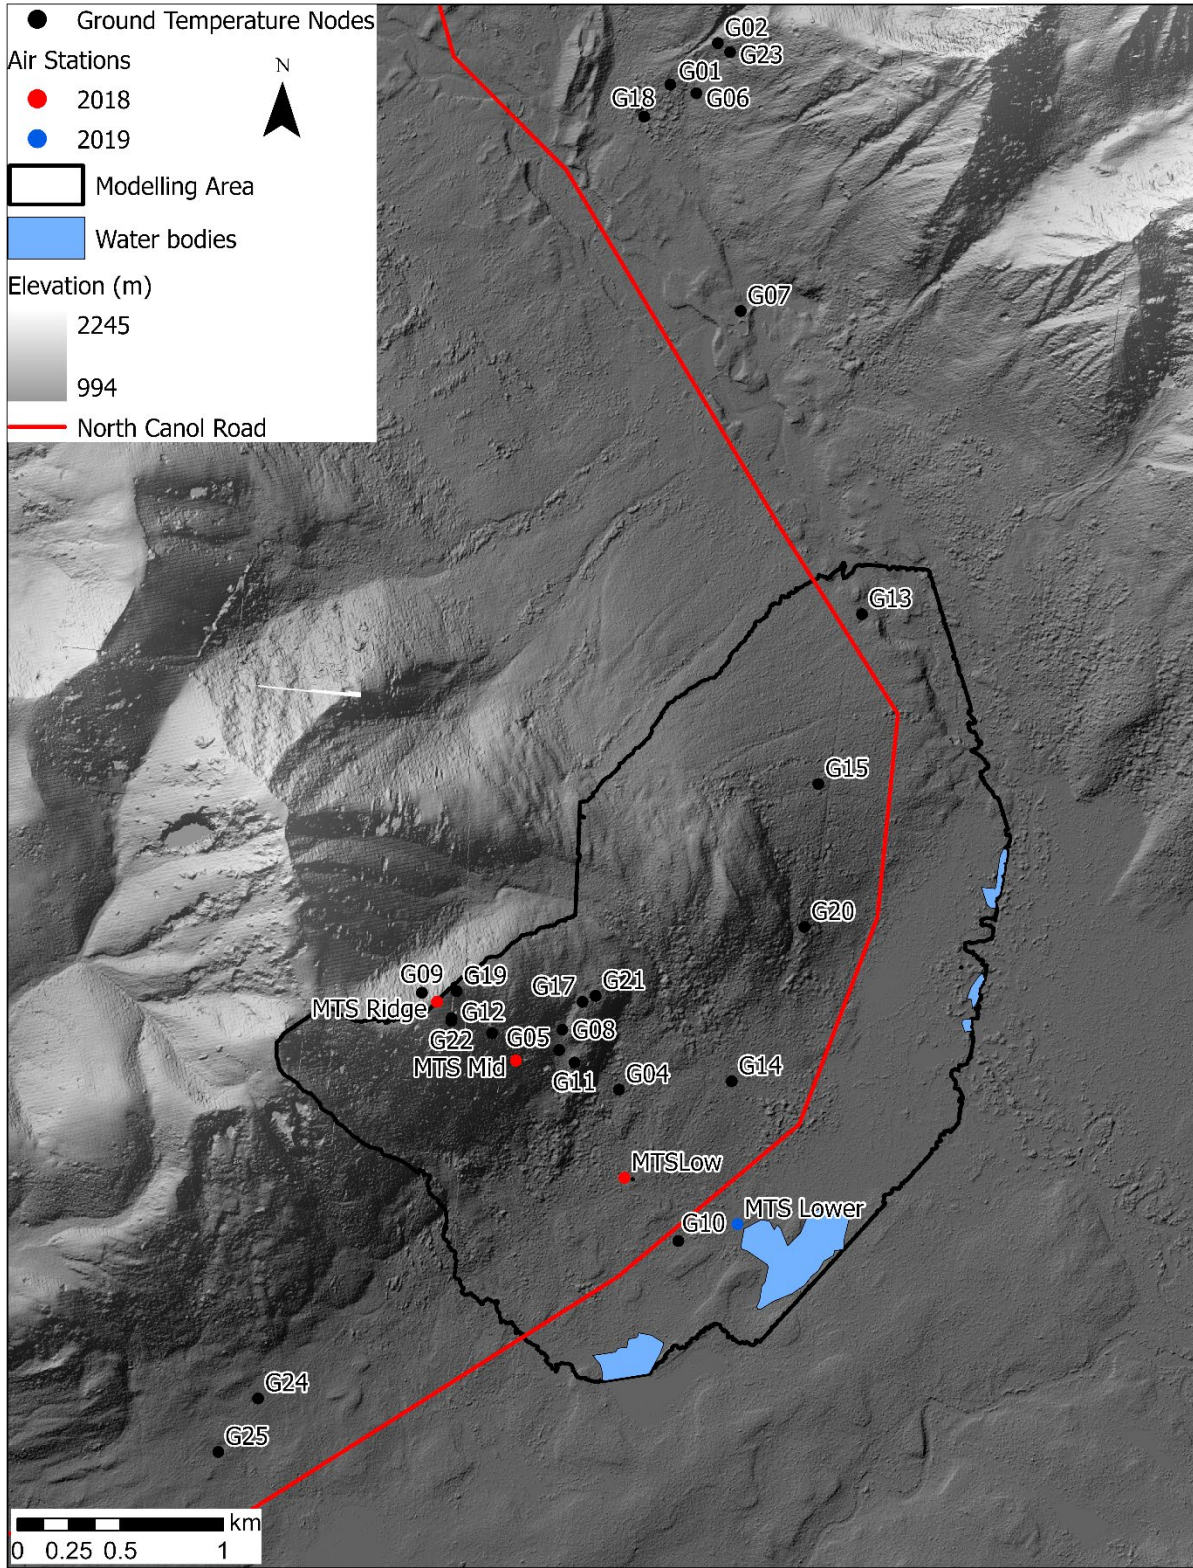 Ground Temperature Nodes
Air Stations
2018
2019
Modelling Area
Water bodies
Elevation (m)
2245
994
North Canol Road
N
G02
G23
G01
G06
G18
G07
G13
G15
G20
G09
G19
G17
G21
MTS Ridge
G12
G22
G05
G08
MTS Mid
G11
G04
G14
MTSLow
MTS Lower
G10
G24
G25
km
0 0.25 0.5 1